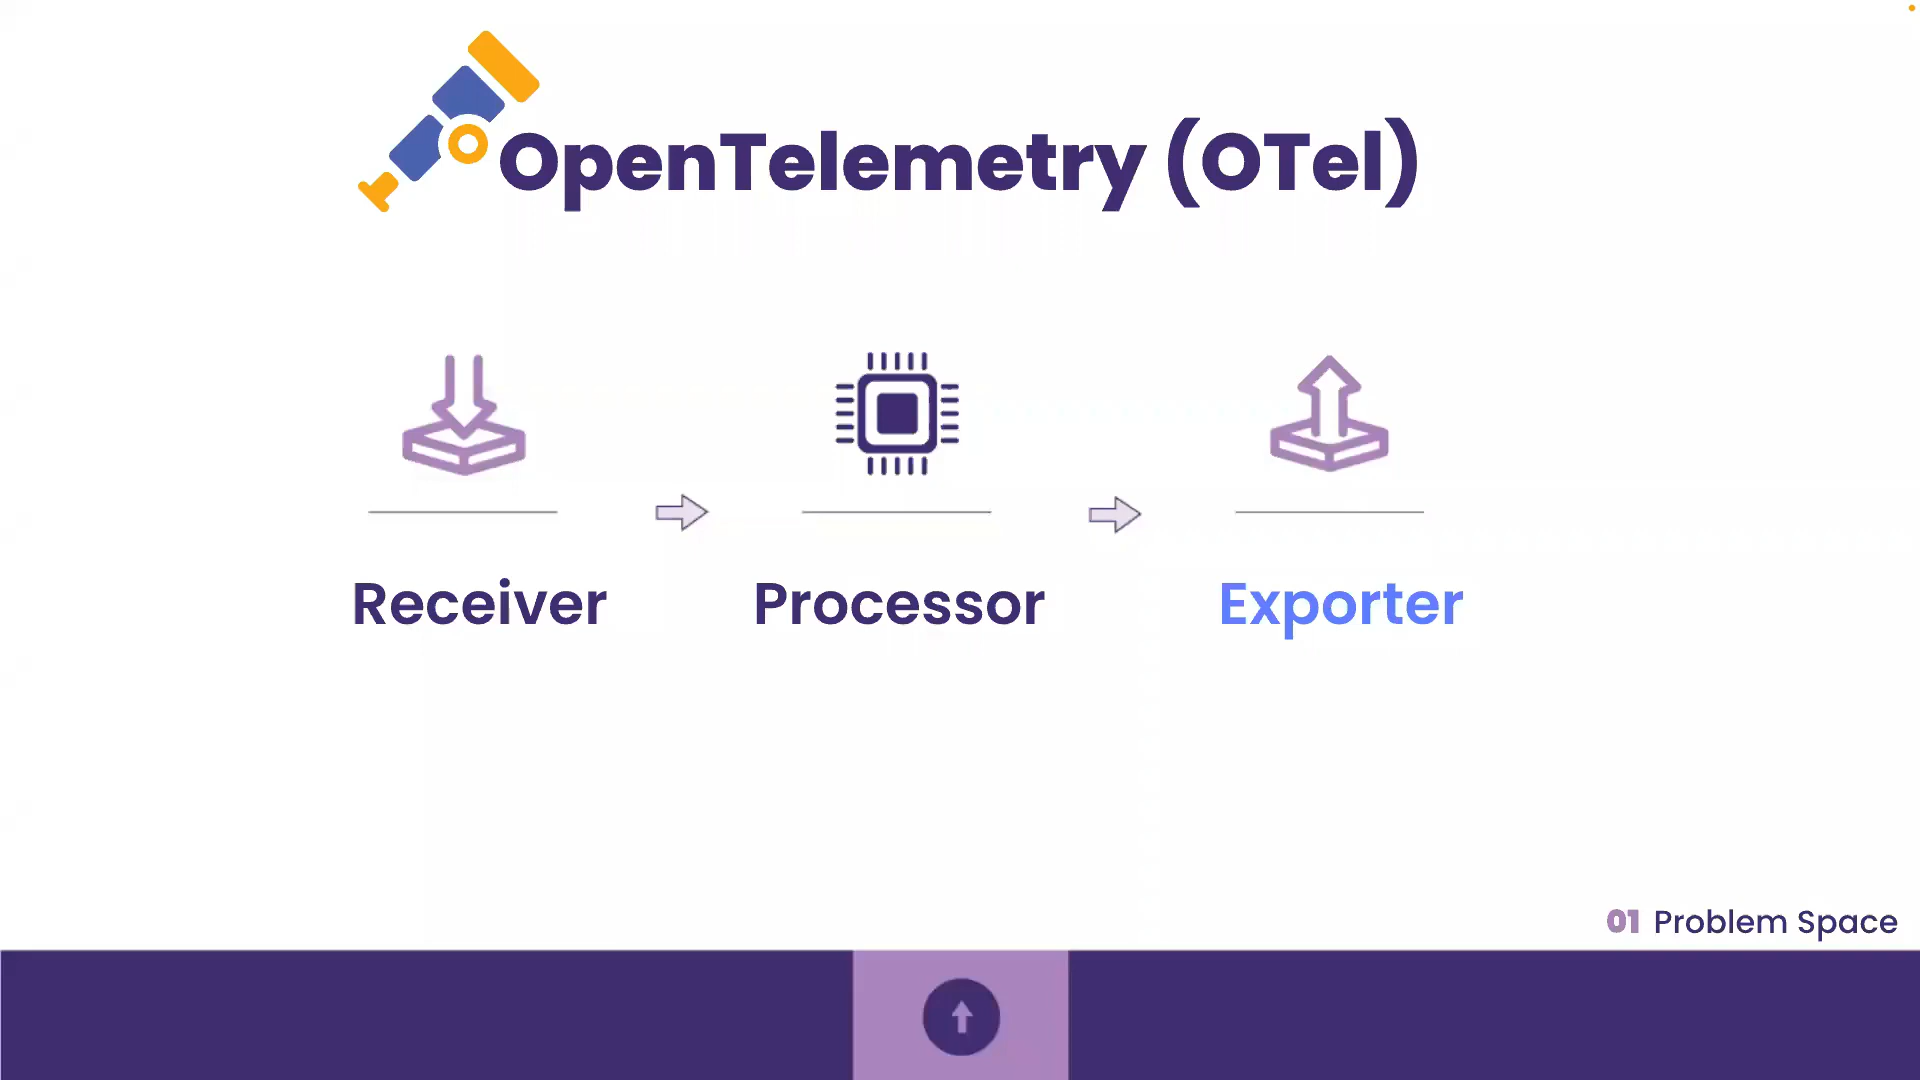 OpenTelemetry (OTel)
Receiver
Processor
Exporter
01 Problem Space